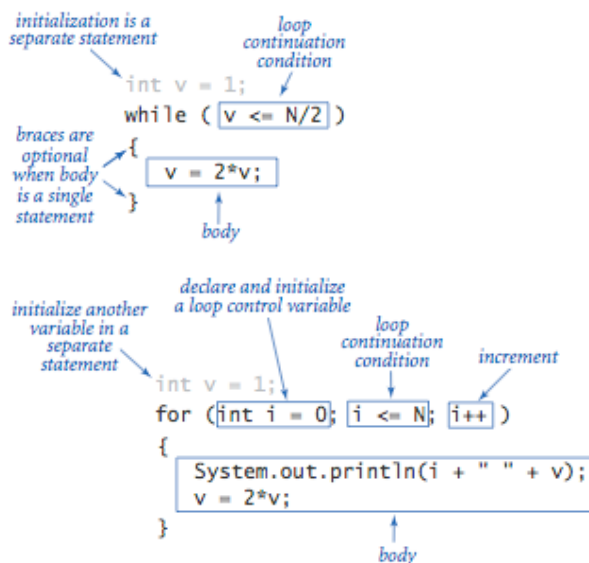 initialization is a
separate statement
loop
continuation
condition
int v = 1;
while ( v <= N/2 )
braces are
optional
when body
is a single
statement
{
v = 2*v;
}
body
declare and initialize
a loop control variable
initialize another
variable in a
separate
statement
loop
continuation
condition
increment
int v = 1;
for (int i = 0; i <= N; i++ )
{
System.out.println(i + " " + v);
v = 2*v;
}
body